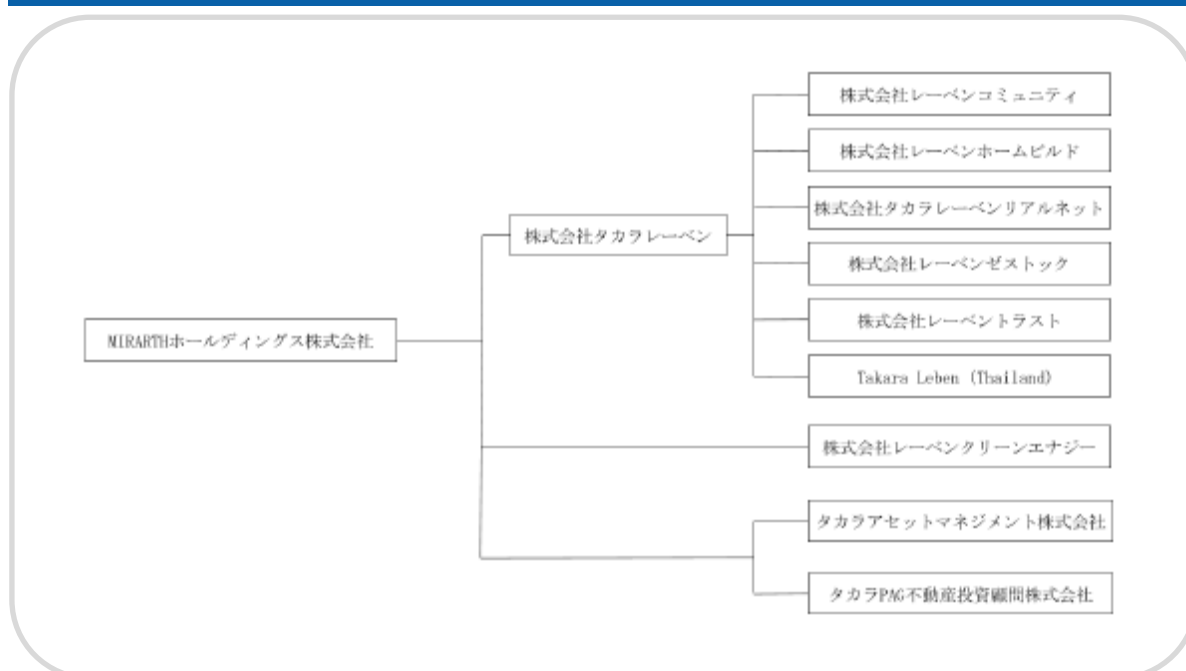 株式会社レーベンコミュニティ
株式会社レーベンホームビルド
株式会社タカラレーベンリアルネット
株式会社タカラレーベン
株式会社レーベンゼストック
株式会社レーベントラスト
MIRARTHホールディングス株式会社
Takara Leben (Thailand)
株式会社レーベンクリーンエナジー
タカラアセットマネジメント株式会社
タカラPAG不動産投資顧問株式会社